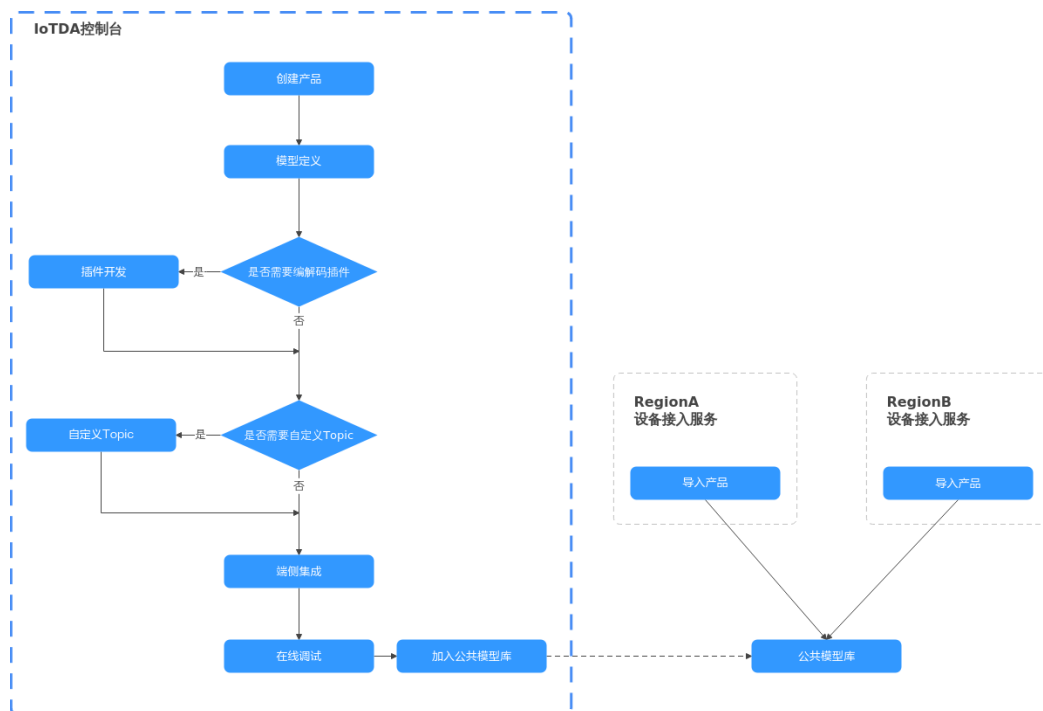 IoTDA控制台
创建产品
模型定义
是否需要编解码插件
是
插件开发
否
是否需要自定义Topic
是
自定义Topic
否
端侧集成
在线调试
加入公共模型库
RegionA
设备接入服务
导入产品
RegionB
设备接入服务
导入产品
公共模型库